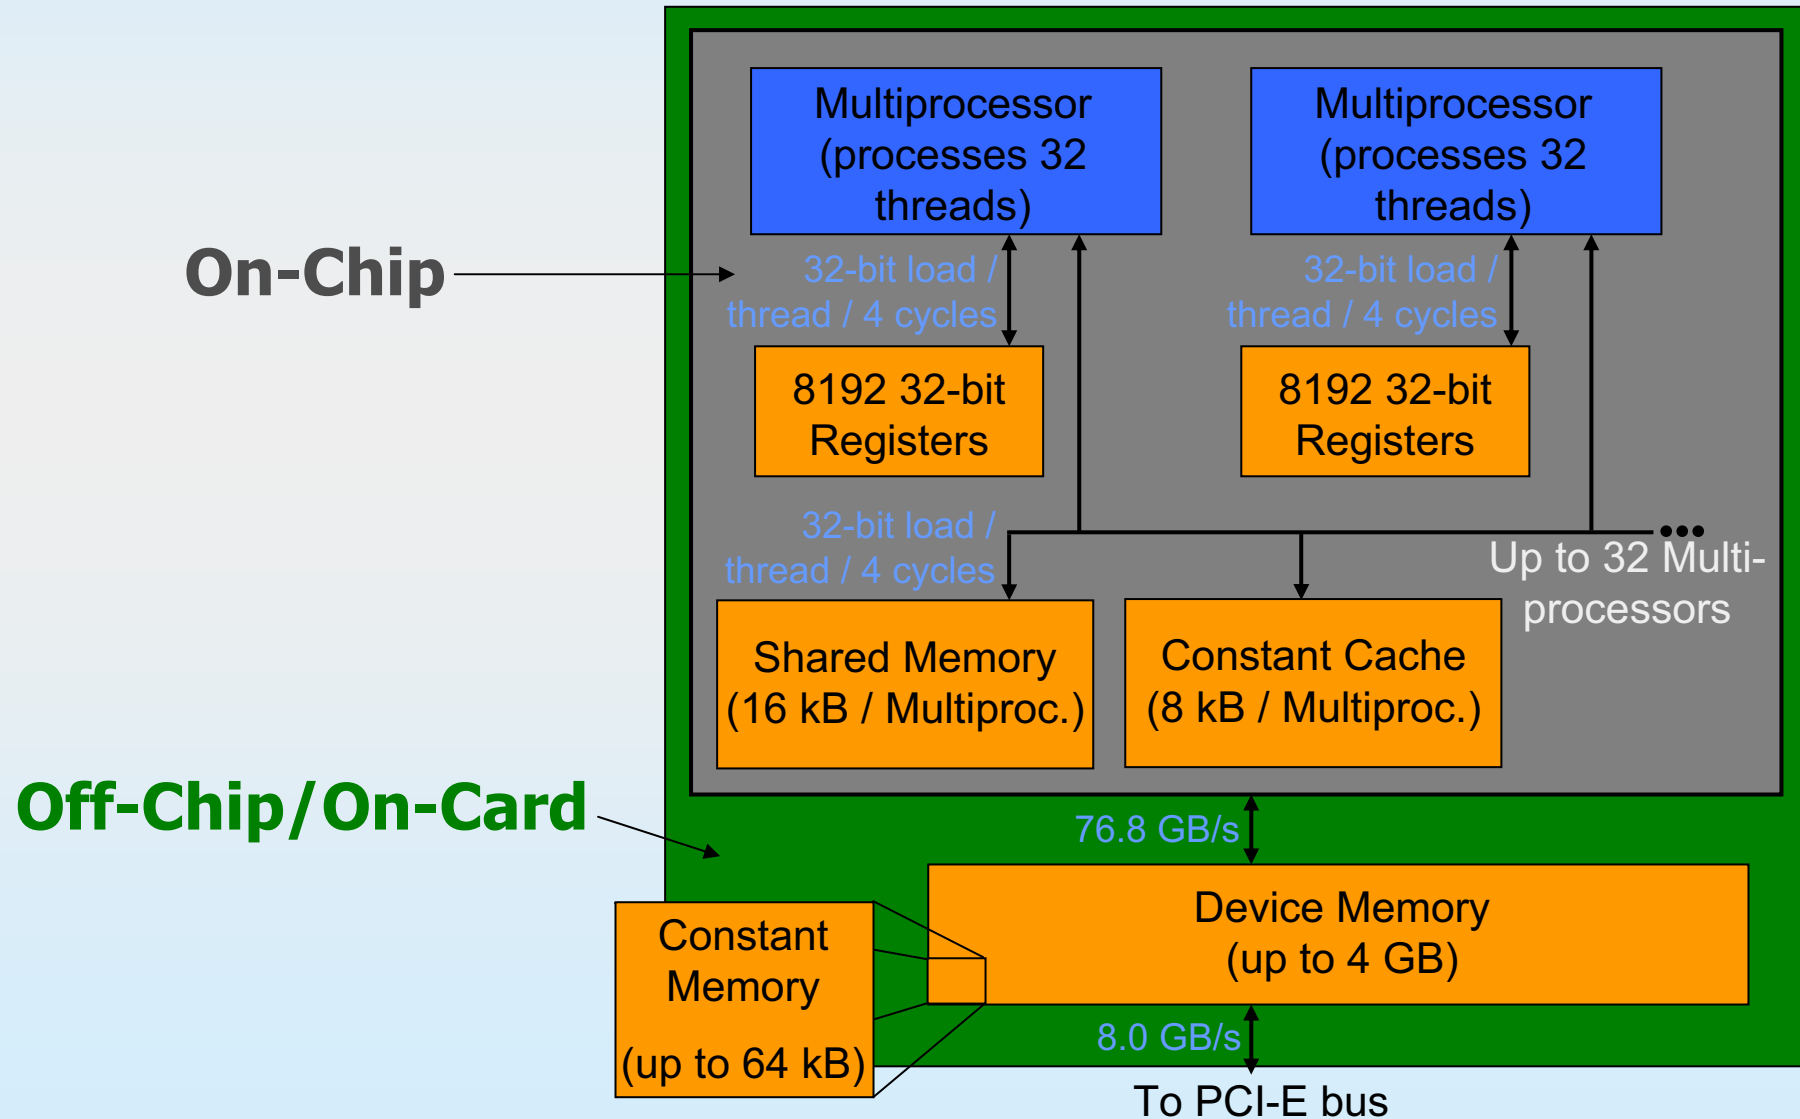 Multiprocessor
(processes 32
threads)
Multiprocessor
(processes 32
threads)
On-Chip
32-bit load /
thread / 4 cycles
32-bit load /
thread / 4 cycles
8192 32-bit
Registers
8192 32-bit
Registers
32-bit load /
thread / 4 cycles
•••
Up to 32 Multi-
processors
Shared Memory
(16 kB / Multiproc.)
Constant Cache
(8 kB / Multiproc.)
Off-Chip/On-Card
76.8 GB/s
Device Memory
(up to 4 GB)
Constant
Memory
(up to 64 kB)
8.0 GB/s
To PCI-E bus